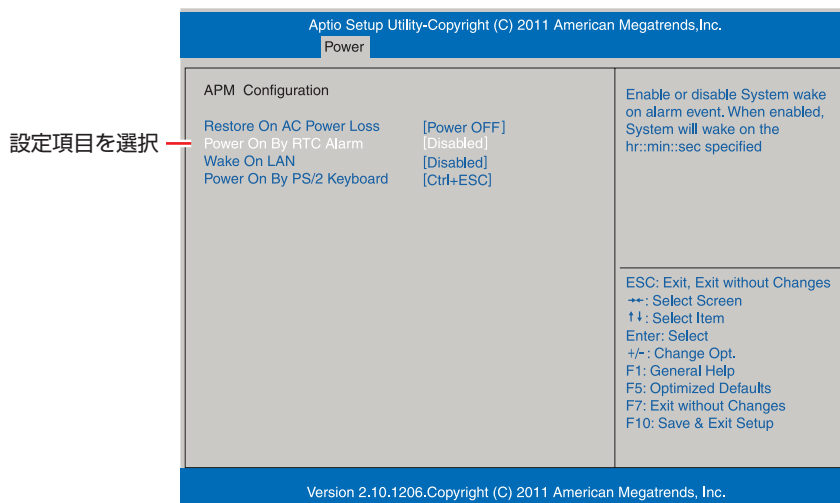 Aptio Setup Utility-Copyright (C) 2011 American Megatrends,Inc.
Power
APM Configuration
Restore On AC Power Loss [Power OFF]
設定項目を選択
Power On By RTC Alarm [Disabled]
Wake On LAN [Disabled]
Power On By PS/2 Keyboard [Ctrl+ESC]
Enable or disable System wake
on alarm event. When enabled,
System will wake on the
hr::min::sec specified
ESC: Exit, Exit without Changes
→←: Select Screen
↑↓: Select Item
Enter: Select
+/-: Change Opt.
F1: General Help
F5: Optimized Defaults
F7: Exit without Changes
F10: Save & Exit Setup
Version 2.10.1206.Copyright (C) 2011 American Megatrends, Inc.